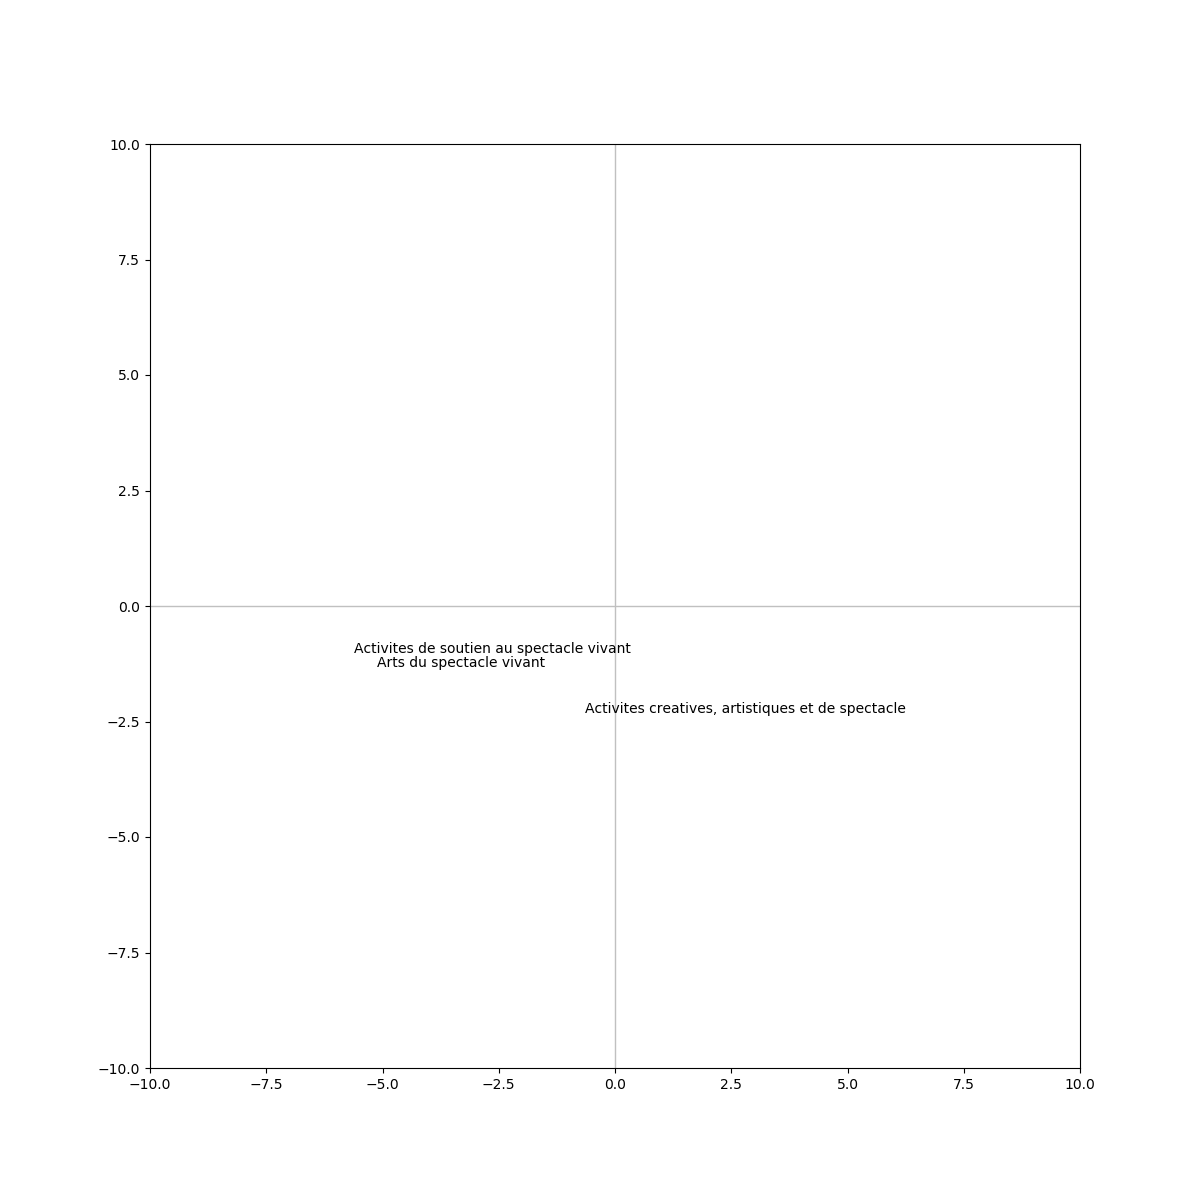 10.0
7.5
5.0
2.5
0.0
Activites de soutien au spectacle vivant
Arts du spectacle vivant
Activites creatives, artistiques et de spectacle
−2.5
−5.0
−7.5
−10.0
−10.0 −7.5 −5.0 −2.5 0.0 2.5 5.0 7.5 10.0